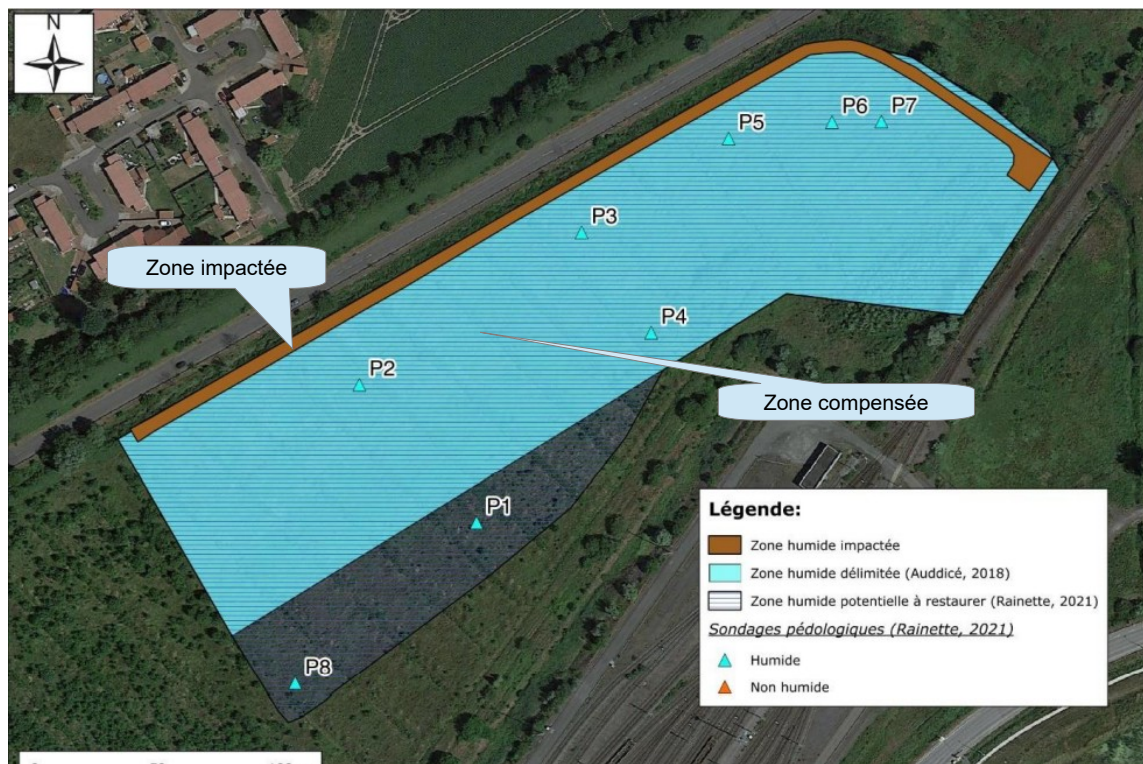 N
P6
P7
P5
P3
Zone impactée
P4
P2
Zone compensée
P1
P8
Légende:
Zone humide impactée
Zone humide délimitée (Auddicé, 2018)
Zone humide potentielle à restaurer (Rainette, 2021)
Sondages pédologiques (Rainette, 2021)
Humide
Non humide